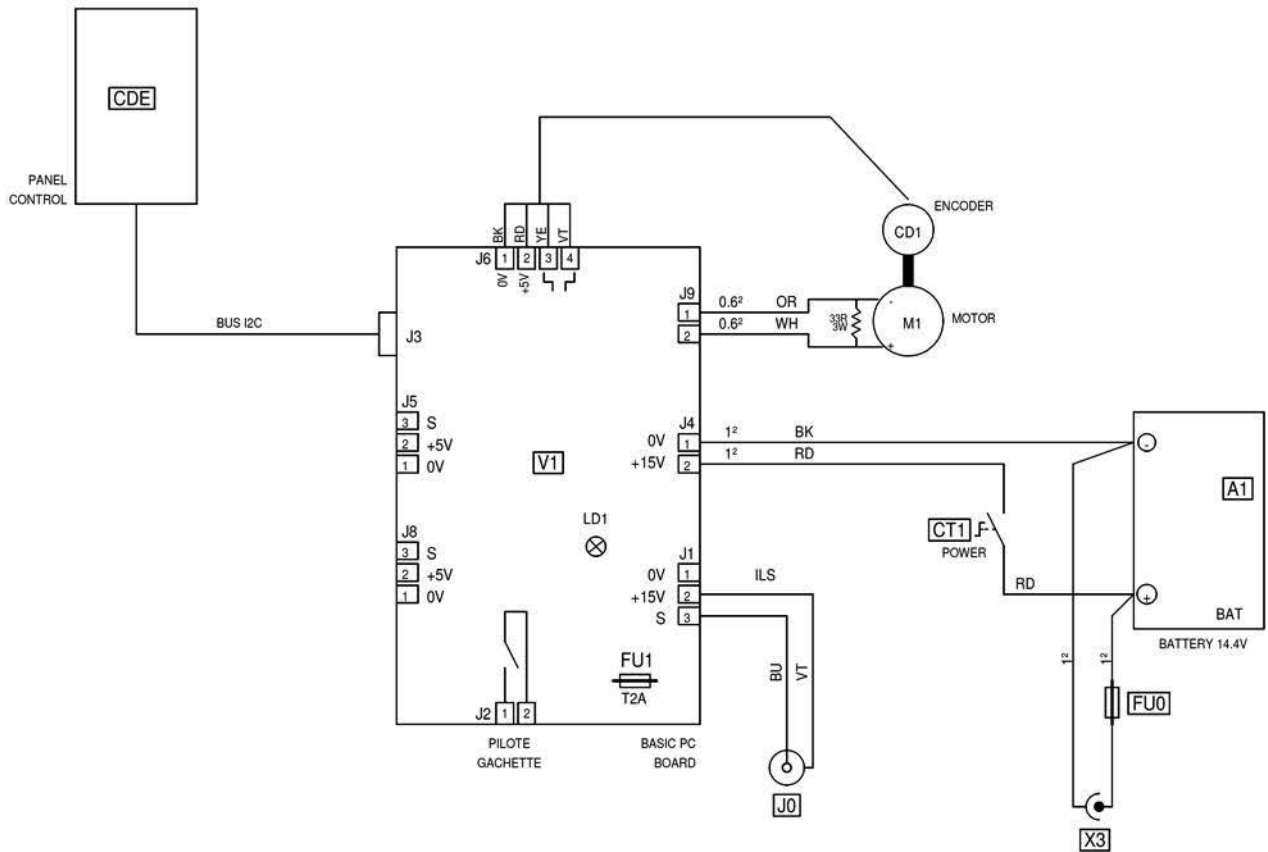 CDE
PANEL
CONTROL
BUS I2C
J3
BK
RD
YE
VT
J6 1 2 3 4
0V
+5V
ENCODER
CD1
J9
1 0.6² OR
2 0.6² WH
33R
3W
-
+
M1
MOTOR
J5
3 S
2 +5V
1 0V
V1
J4
0V 1 1² BK
+15V 2 1² RD
-
A1
CT1
POWER
RD
+
BAT
BATTERY 14.4V
LD1
J8
3 S
2 +5V
1 0V
J1
0V 1
+15V 2
S 3
ILS
BU
VT
FU1
T2A
J2 1 2
PILOTE
GACHETTE
BASIC PC
BOARD
J0
1²
1²
FU0
X3